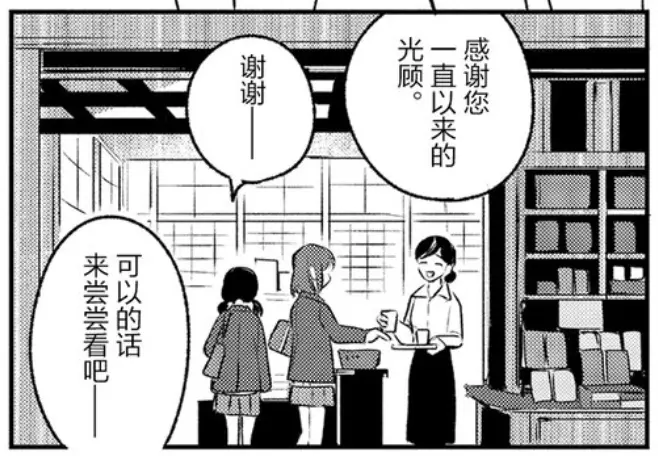 感谢您
一直以来的
光顾。
谢谢——
可以的话
来尝尝看吧——